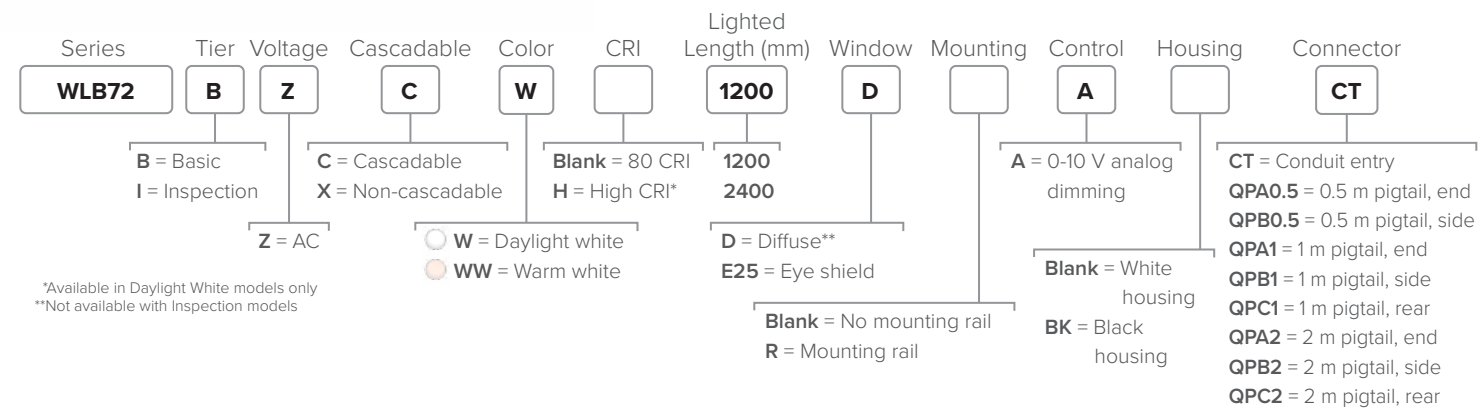 Series Tier Voltage Cascadable Color CRI Lighted Length (mm) Window Mounting Control Housing Connector
WLB72 B Z C W 1200 D A CT
B = Basic
I = Inspection
Z = AC
C = Cascadable
X = Non-cascadable
W = Daylight white
WW = Warm white
Blank = 80 CRI
H = High CRI*
1200
2400
D = Diffuse**
E25 = Eye shield
Blank = No mounting rail
R = Mounting rail
A = 0-10 V analog
dimming
Blank = White
housing
BK = Black
housing
CT = Conduit entry
QPA0.5 = 0.5 m pigtail, end
QPB0.5 = 0.5 m pigtail, side
QPA1 = 1 m pigtail, end
QPB1 = 1 m pigtail, side
QPC1 = 1 m pigtail, rear
QPA2 = 2 m pigtail, end
QPB2 = 2 m pigtail, side
QPC2 = 2 m pigtail, rear
*Available in Daylight White models only
**Not available with Inspection models